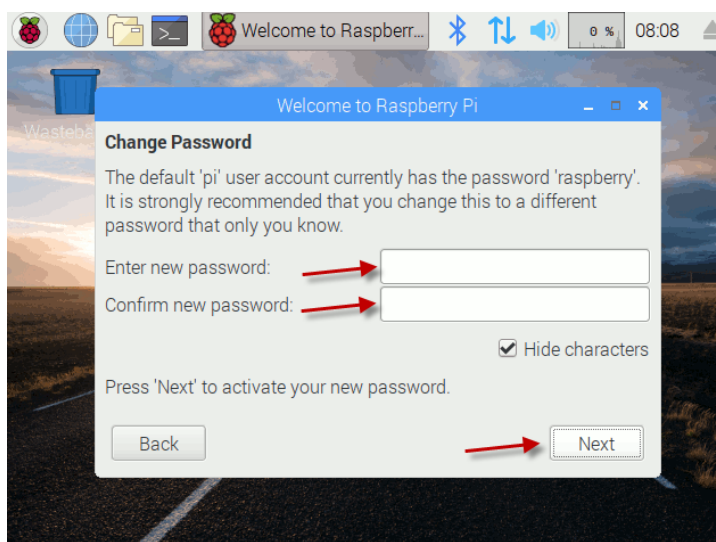 >_
Welcome to Raspberr...
0 %
08:08
Wasteba
Welcome to Raspberry Pi
Change Password
The default 'pi' user account currently has the password 'raspberry'.
It is strongly recommended that you change this to a different
password that only you know.
Enter new password:
Confirm new password:
Hide characters
Press 'Next' to activate your new password.
Back
Next